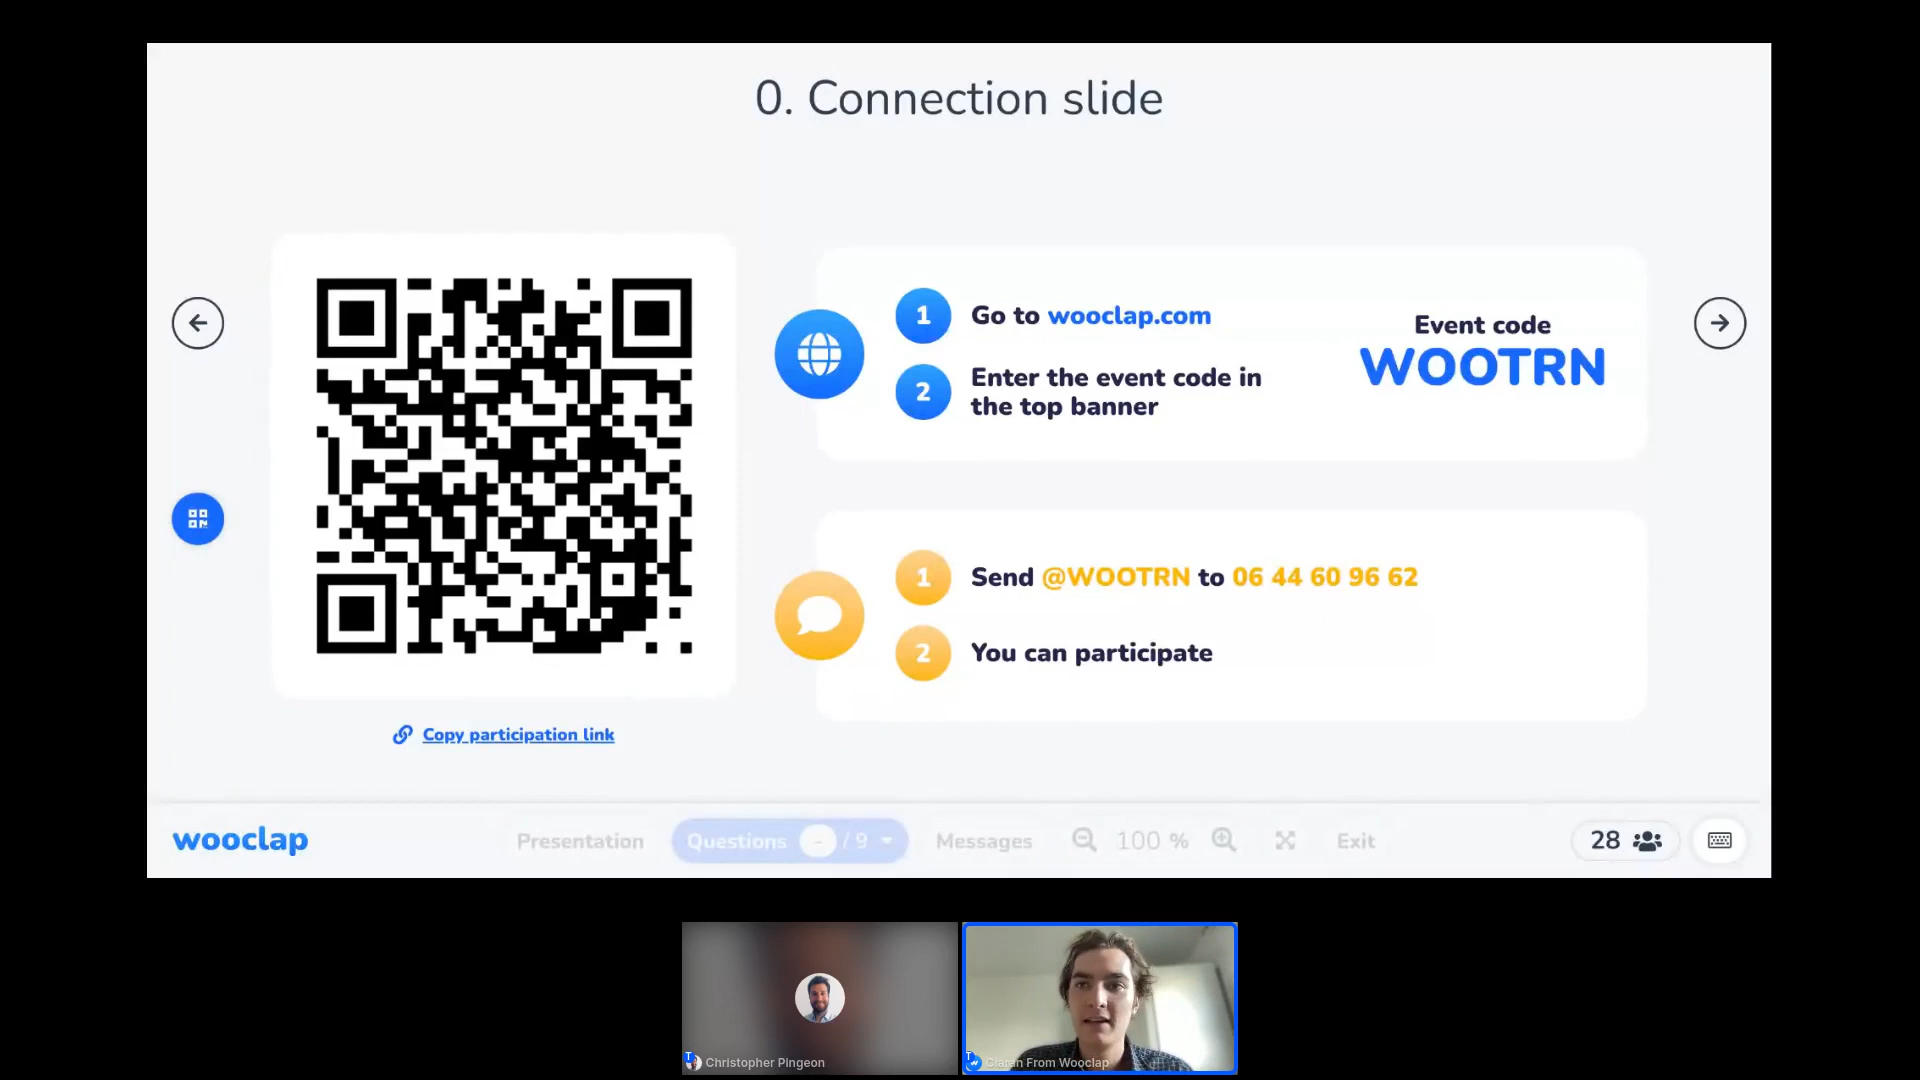 0. Connection slide
1 Go to wooclap.com
2 Enter the event code in
the top banner
Event code
WOOTRN
1 Send @WOOTRN to 06 44 60 96 62
2 You can participate
Copy participation link
wooclap
Presentation
Questions - / 9
Messages
100 %
Exit
28
T Christopher Pingeon
T Ciaran From Wooclap